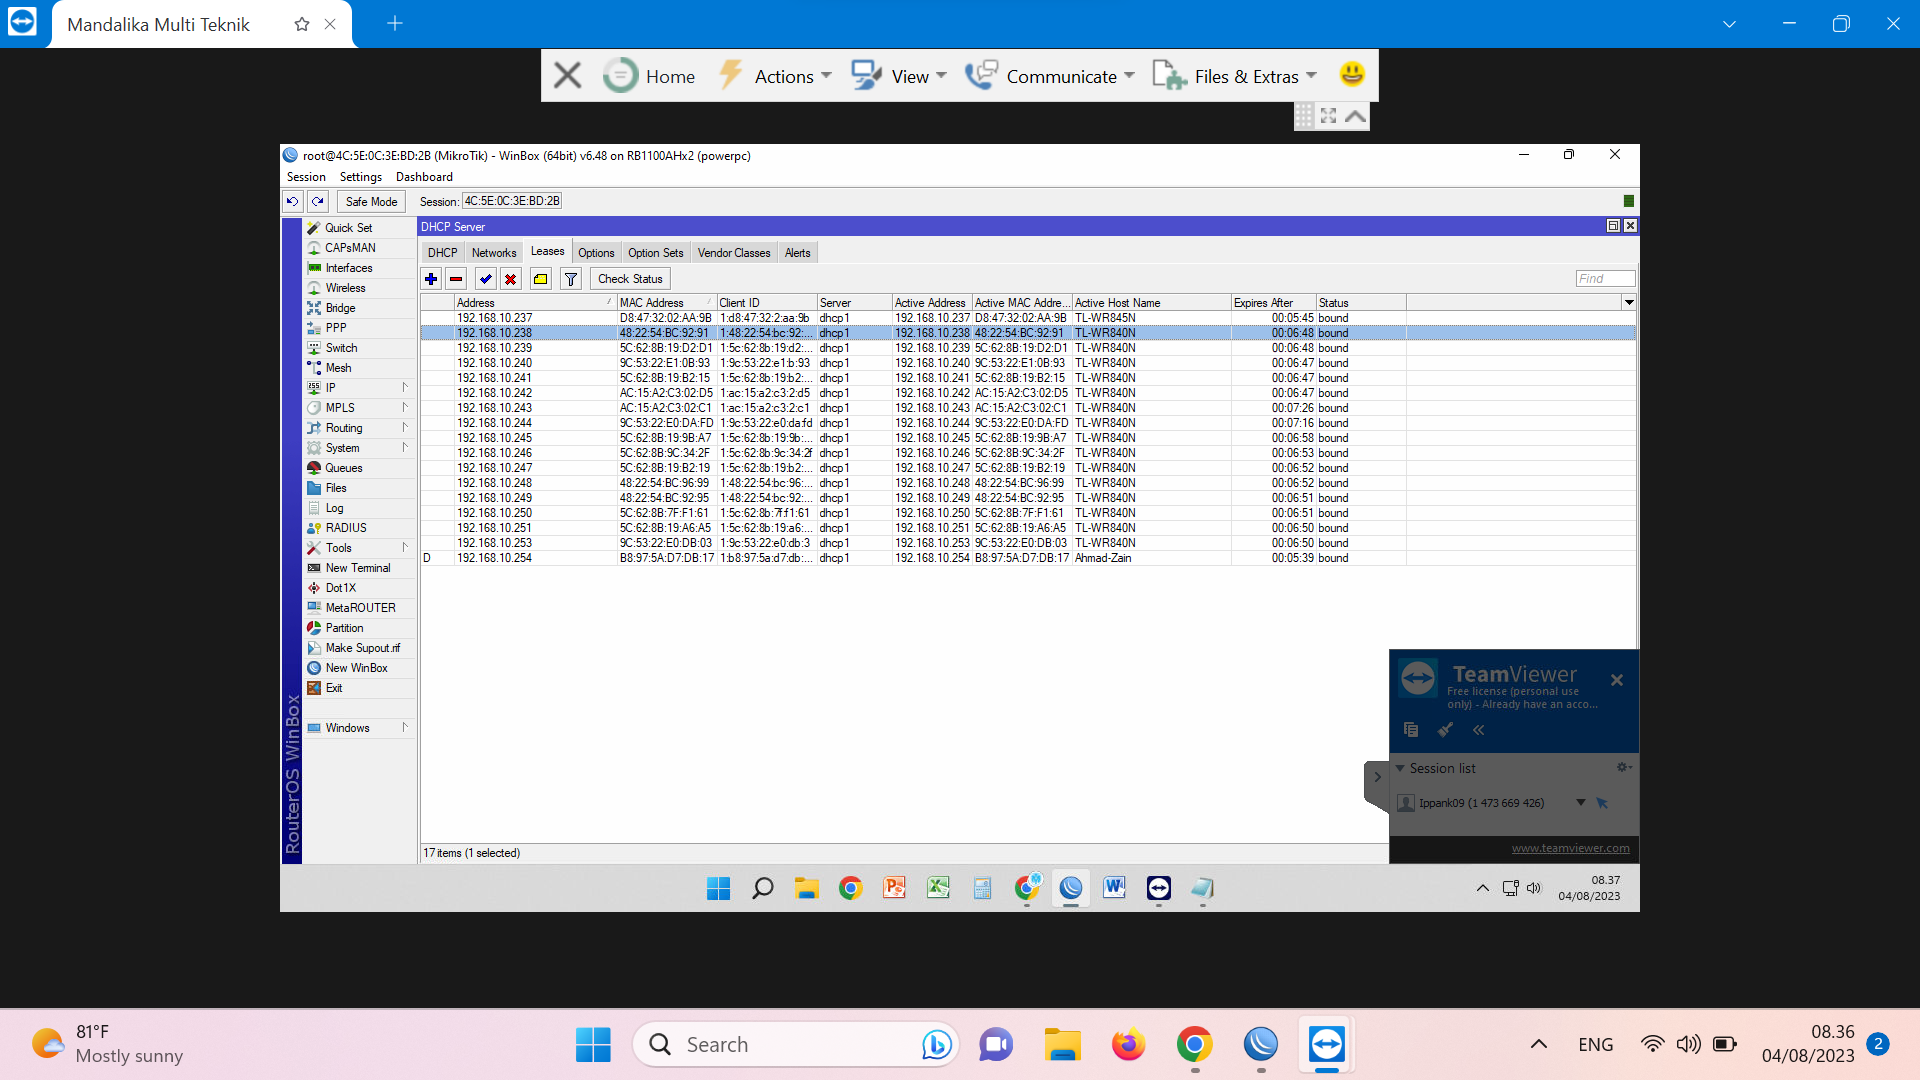 Mandalika Multi Teknik
Home Actions View Communicate Files & Extras
root@4C:5E:0C:3E:BD:2B (MikroTik) - WinBox (64bit) v6.48 on RB1100AHx2 (powerpc)
Session Settings Dashboard
Safe Mode Session: 4C:5E:0C:3E:BD:2B
DHCP Server
DHCP Networks Leases Options Option Sets Vendor Classes Alerts
Check Status Find
Address MAC Address Client ID Server Active Address Active MAC Addre... Active Host Name Expires After Status
192.168.10.237 D8:47:32:02:AA:9B 1:d8:47:32:2:aa:9b dhcp1 192.168.10.237 D8:47:32:02:AA:9B TL-WR845N 00:05:45 bound
192.168.10.238 48:22:54:BC:92:91 1:48:22:54:bc:92:... dhcp1 192.168.10.238 48:22:54:BC:92:91 TL-WR840N 00:06:48 bound
192.168.10.239 5C:62:8B:19:D2:D1 1:5c:62:8b:19:d2:... dhcp1 192.168.10.239 5C:62:8B:19:D2:D1 TL-WR840N 00:06:48 bound
192.168.10.240 9C:53:22:E1:0B:93 1:9c:53:22:e1:b:93 dhcp1 192.168.10.240 9C:53:22:E1:0B:93 TL-WR840N 00:06:47 bound
192.168.10.241 5C:62:8B:19:B2:15 1:5c:62:8b:19:b2:... dhcp1 192.168.10.241 5C:62:8B:19:B2:15 TL-WR840N 00:06:47 bound
192.168.10.242 AC:15:A2:C3:02:D5 1:ac:15:a2:c3:2:d5 dhcp1 192.168.10.242 AC:15:A2:C3:02:D5 TL-WR840N 00:06:47 bound
192.168.10.243 AC:15:A2:C3:02:C1 1:ac:15:a2:c3:2:c1 dhcp1 192.168.10.243 AC:15:A2:C3:02:C1 TL-WR840N 00:07:26 bound
192.168.10.244 9C:53:22:E0:DA:FD 1:9c:53:22:e0:da:fd dhcp1 192.168.10.244 9C:53:22:E0:DA:FD TL-WR840N 00:07:16 bound
192.168.10.245 5C:62:8B:19:9B:A7 1:5c:62:8b:19:9b:... dhcp1 192.168.10.245 5C:62:8B:19:9B:A7 TL-WR840N 00:06:58 bound
192.168.10.246 5C:62:8B:9C:34:2F 1:5c:62:8b:9c:34:2f dhcp1 192.168.10.246 5C:62:8B:9C:34:2F TL-WR840N 00:06:53 bound
192.168.10.247 5C:62:8B:19:B2:19 1:5c:62:8b:19:b2:... dhcp1 192.168.10.247 5C:62:8B:19:B2:19 TL-WR840N 00:06:52 bound
192.168.10.248 48:22:54:BC:96:99 1:48:22:54:bc:96:... dhcp1 192.168.10.248 48:22:54:BC:96:99 TL-WR840N 00:06:52 bound
192.168.10.249 48:22:54:BC:92:95 1:48:22:54:bc:92:... dhcp1 192.168.10.249 48:22:54:BC:92:95 TL-WR840N 00:06:51 bound
192.168.10.250 5C:62:8B:7F:F1:61 1:5c:62:8b:7f:f1:61 dhcp1 192.168.10.250 5C:62:8B:7F:F1:61 TL-WR840N 00:06:51 bound
192.168.10.251 5C:62:8B:19:A6:A5 1:5c:62:8b:19:a6:... dhcp1 192.168.10.251 5C:62:8B:19:A6:A5 TL-WR840N 00:06:50 bound
192.168.10.253 9C:53:22:E0:DB:03 1:9c:53:22:e0:db:3 dhcp1 192.168.10.253 9C:53:22:E0:DB:03 TL-WR840N 00:06:50 bound
D 192.168.10.254 B8:97:5A:D7:DB:17 1:b8:97:5a:d7:db:... dhcp1 192.168.10.254 B8:97:5A:D7:DB:17 Ahmad-Zain 00:05:39 bound
17 items (1 selected)
Quick Set
CAPsMAN
Interfaces
Wireless
Bridge
PPP
Switch
Mesh
IP
MPLS
Routing
System
Queues
Files
Log
RADIUS
Tools
New Terminal
Dot1X
MetaROUTER
Partition
Make Supout.rif
New WinBox
Exit
Windows
RouterOS WinBox
TeamViewer
Free license (personal use
only) - Already have an acco...
Session list
Ippank09 (1 473 669 426)
www.teamviewer.com
08.37
04/08/2023
81°F
Mostly sunny
Search
ENG
08.36
04/08/2023
2